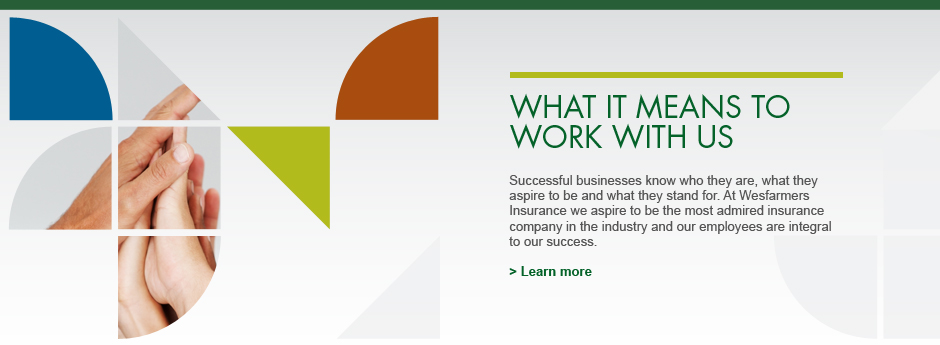 WHAT IT MEANS TO
WORK WITH US
Successful businesses know who they are, what they
aspire to be and what they stand for. At Wesfarmers
Insurance we aspire to be the most admired insurance
company in the industry and our employees are integral
to our success.
> Learn more